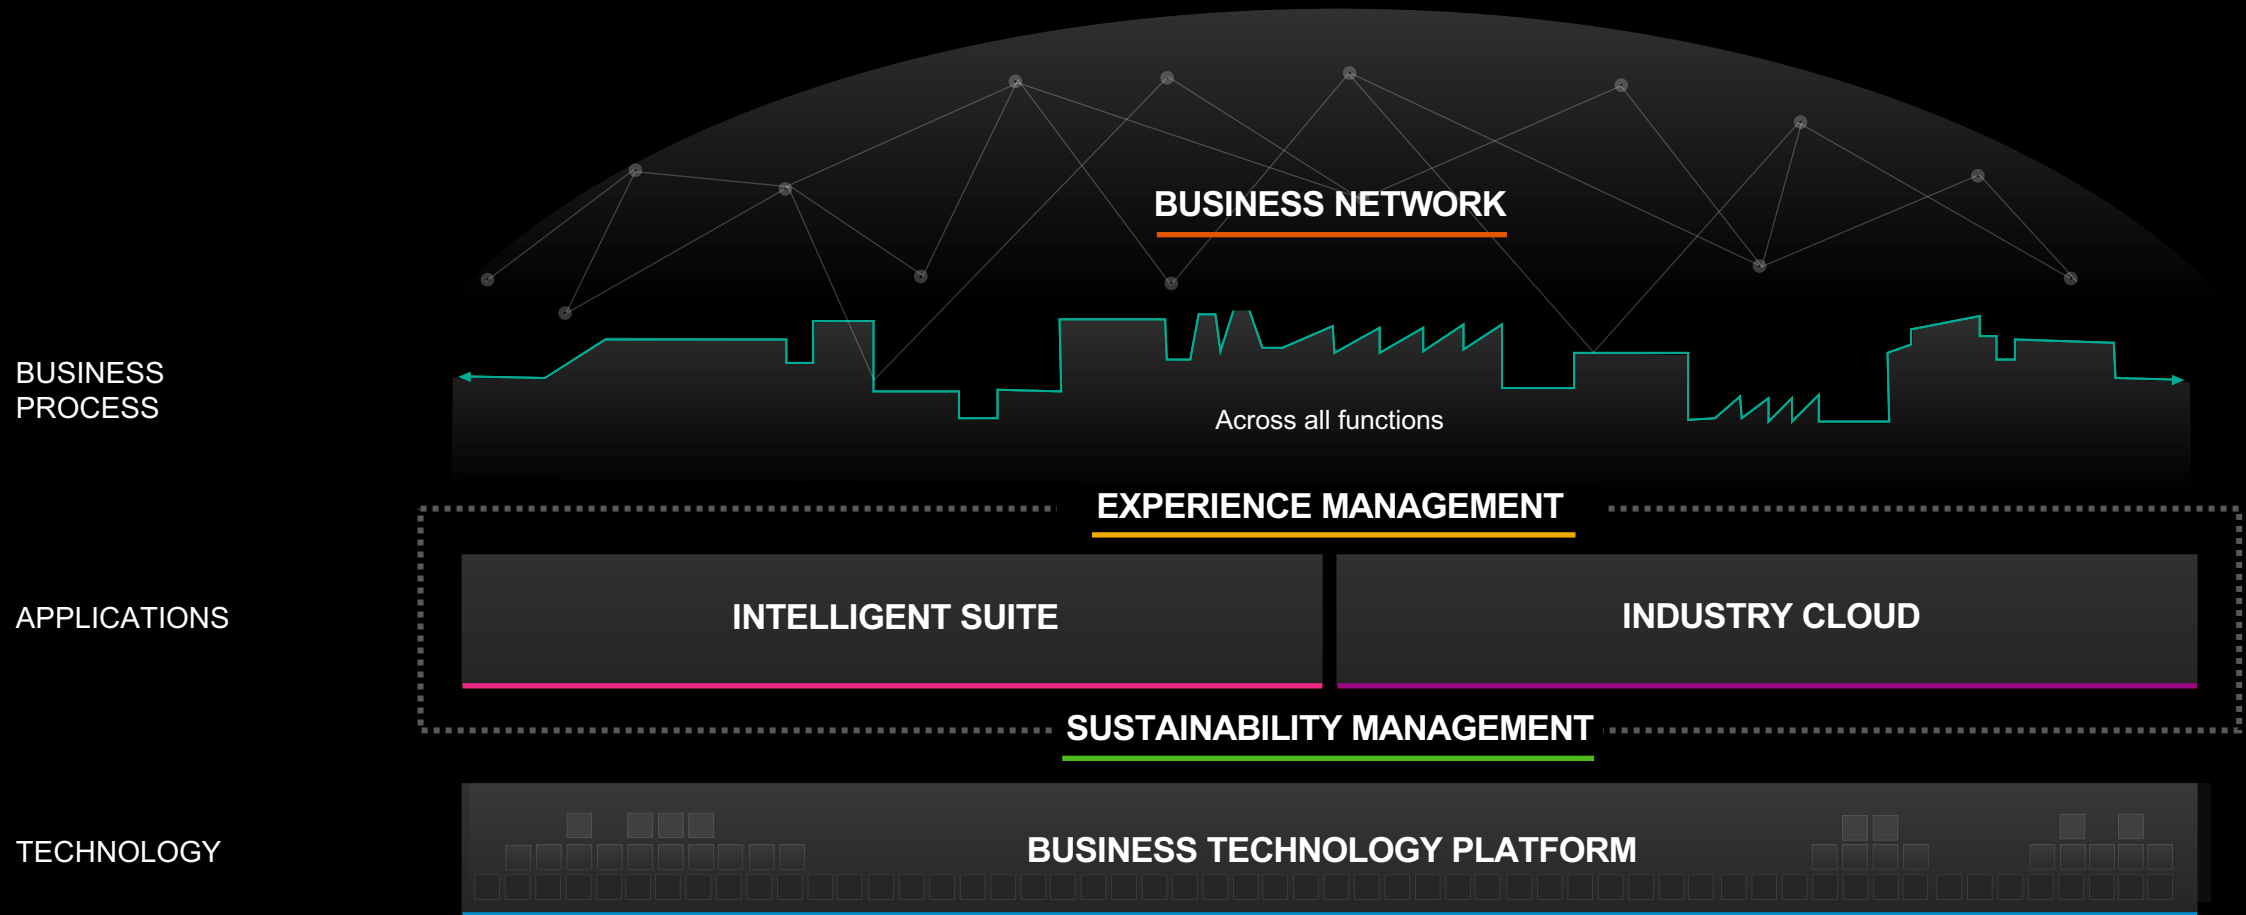 BUSINESS NETWORK
BUSINESS
PROCESS
Across all functions
EXPERIENCE MANAGEMENT
APPLICATIONS
INTELLIGENT SUITE
INDUSTRY CLOUD
SUSTAINABILITY MANAGEMENT
TECHNOLOGY
BUSINESS TECHNOLOGY PLATFORM